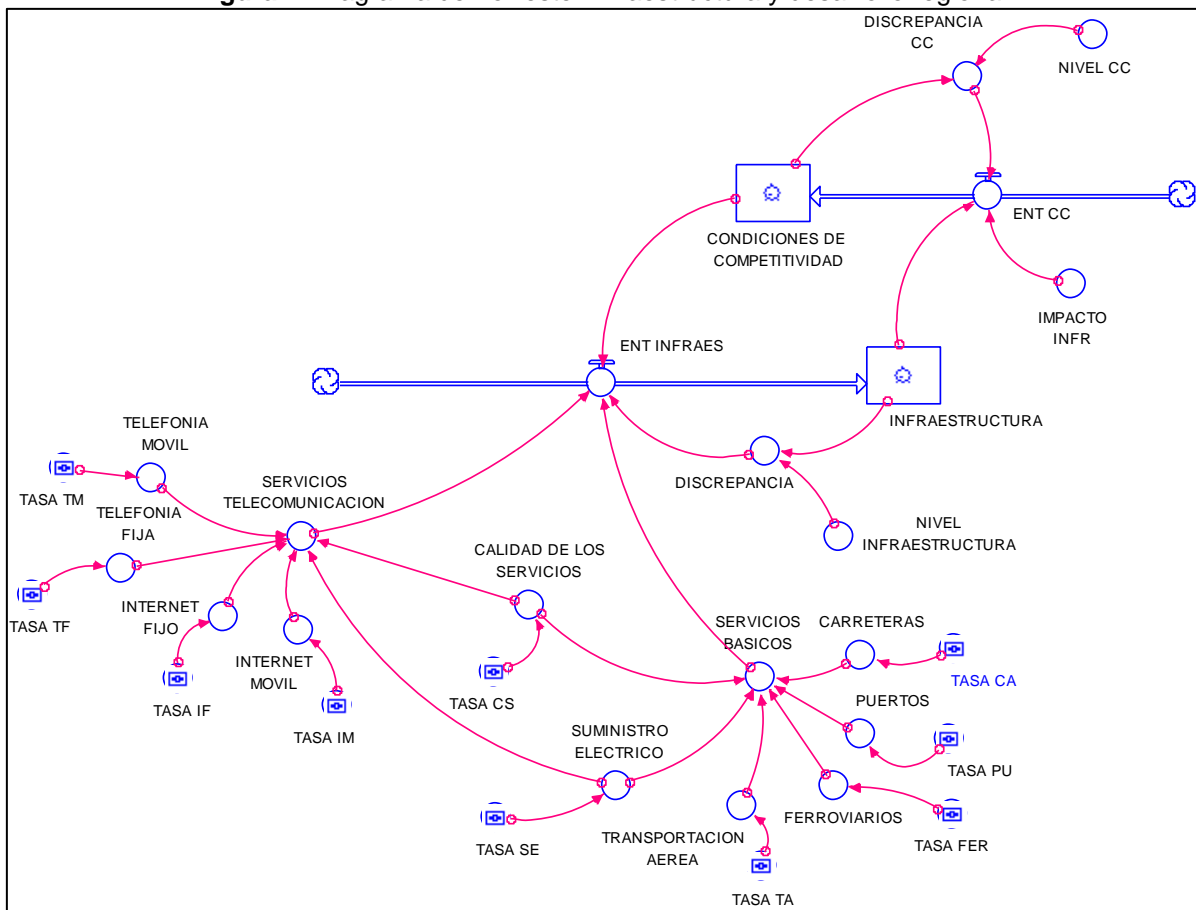 DISCREPANCIA
CC
NIVEL CC
ENT CC
CONDICIONES DE
COMPETITIVIDAD
IMPACTO
INFR
ENT INFRAES
INFRAESTRUCTURA
TELEFONIA
MOVIL
SERVICIOS
TELECOMUNICACION
DISCREPANCIA
TASA TM
TELEFONIA
FIJA
NIVEL
INFRAESTRUCTURA
CALIDAD DE LOS
SERVICIOS
TASA TF
INTERNET
FIJO
SERVICIOS
BASICOS
CARRETERAS
INTERNET
MOVIL
TASA CS
TASA CA
TASA IF
PUERTOS
TASA IM
SUMINISTRO
ELECTRICO
TASA PU
TASA SE
TRANSPORTACION
AEREA
FERROVIARIOS
TASA FER
TASA TA